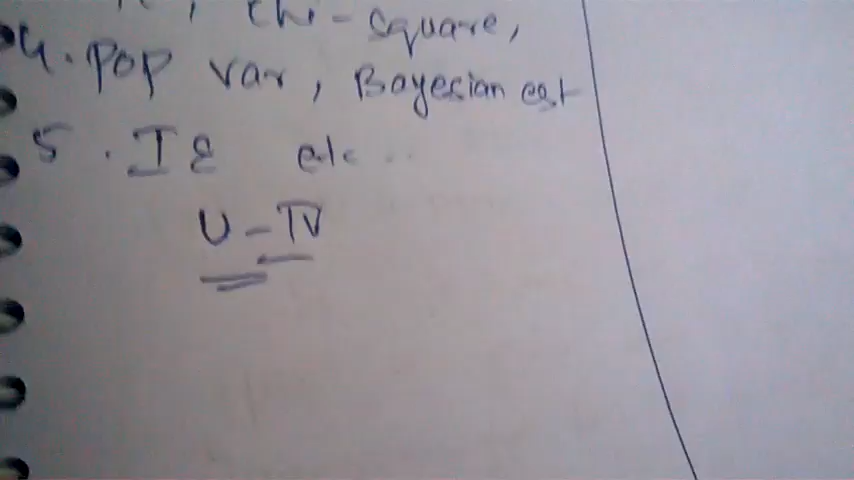 chi-square,
4. Pop var, Bayesian est
5. I & etc..
U-IV